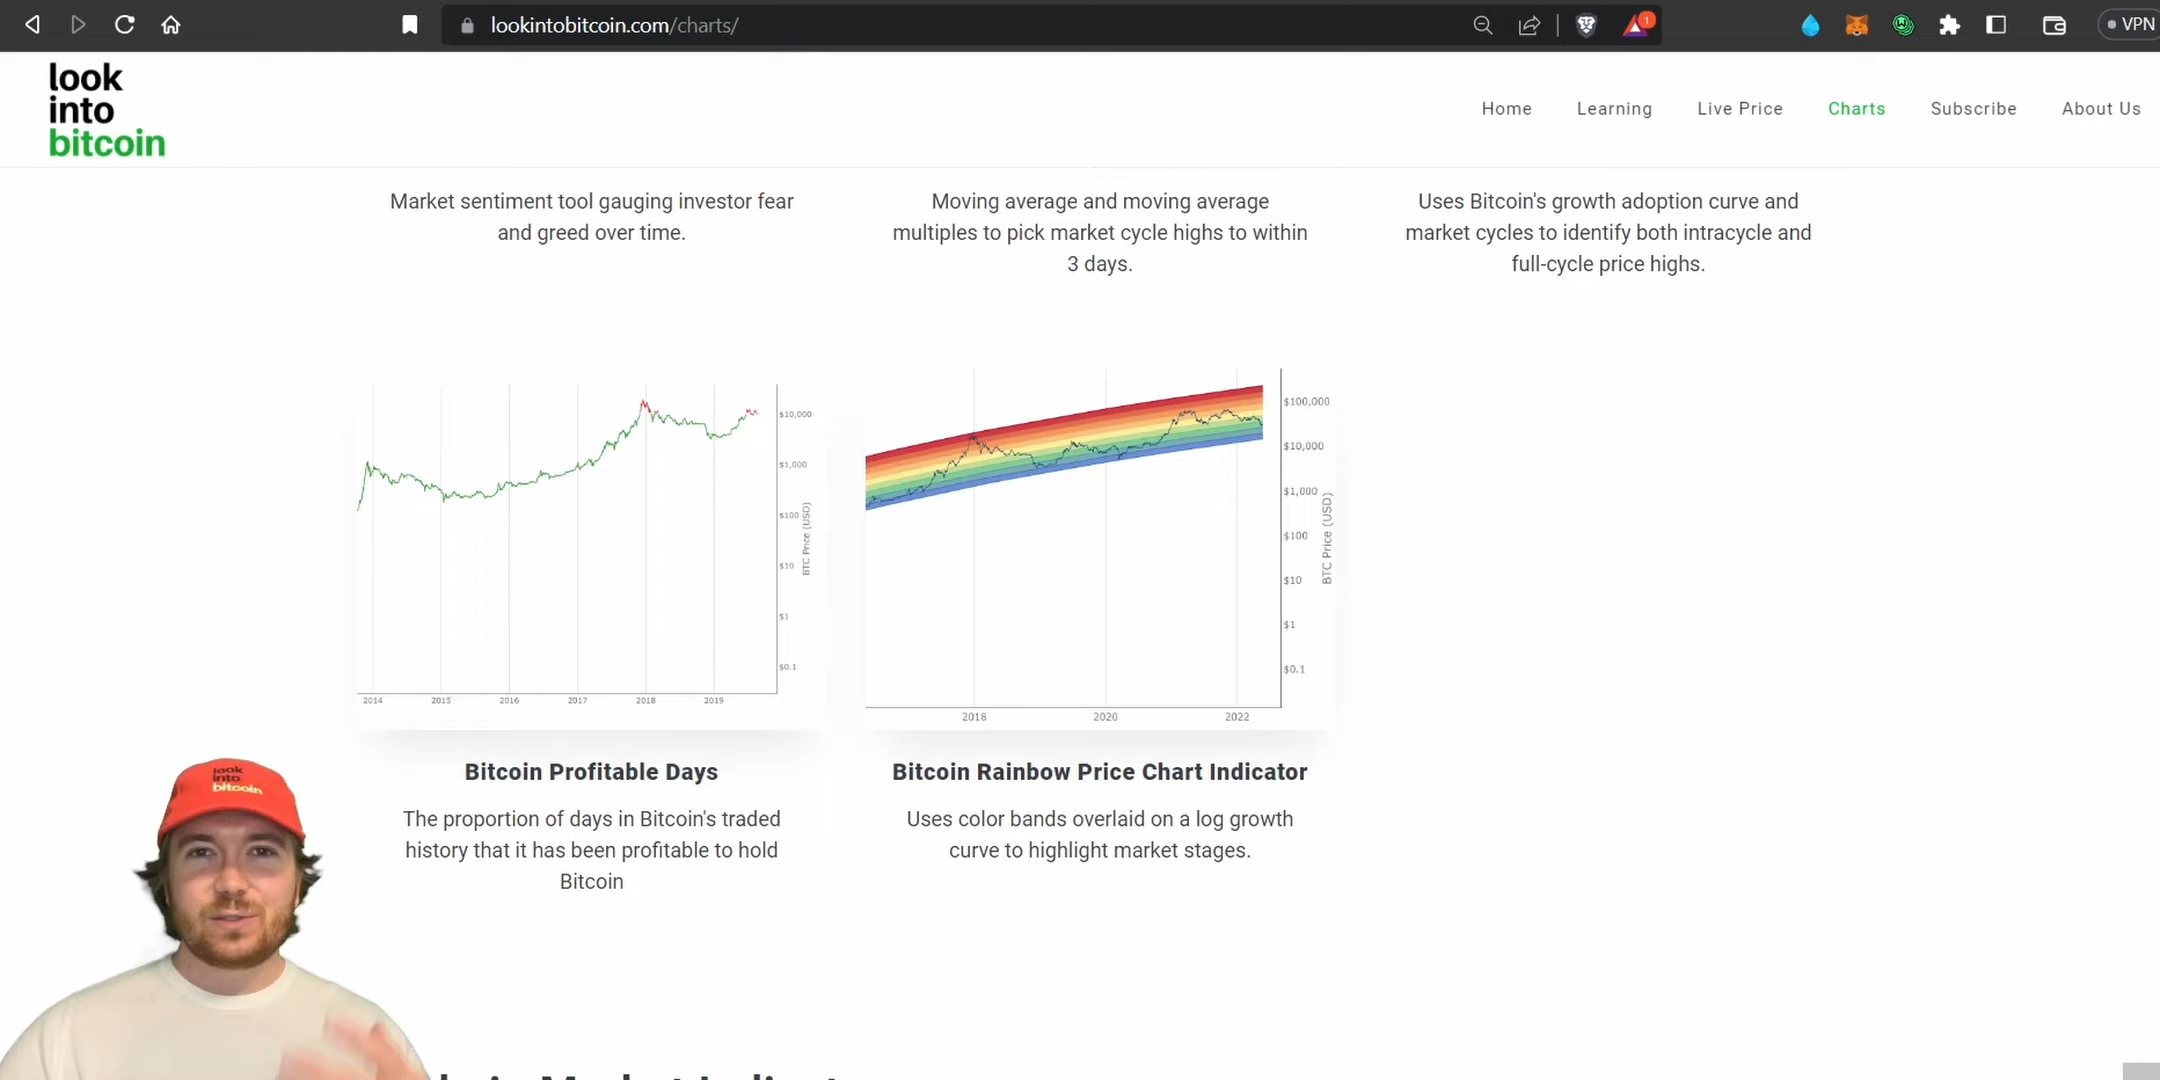 lookintobitcoin.com/charts/
1
VPN
look
into
bitcoin
Home
Learning
Live Price
Charts
Subscribe
About Us
Market sentiment tool gauging investor fear
and greed over time.
Moving average and moving average
multiples to pick market cycle highs to within
3 days.
Uses Bitcoin's growth adoption curve and
market cycles to identify both intracycle and
full-cycle price highs.
$10,000
$1,000
$100
$10
$1
$0.1
BTC Price (USD)
2014
2015
2016
2017
2018
2019
$100,000
$10,000
$1,000
$100
$10
$1
$0.1
BTC Price (USD)
2018
2020
2022
Bitcoin Profitable Days
The proportion of days in Bitcoin's traded
history that it has been profitable to hold
Bitcoin
Bitcoin Rainbow Price Chart Indicator
Uses color bands overlaid on a log growth
curve to highlight market stages.
look
into
bitcoin